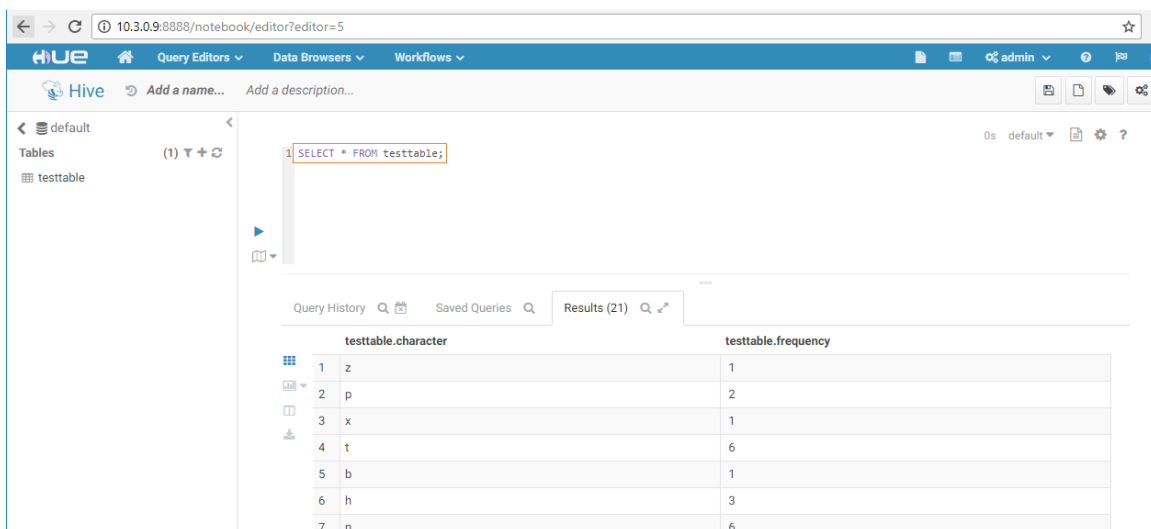 10.3.0.9:8888/notebook/editor?editor=5
HUE Query Editors Data Browsers Workflows admin ?
Hive Add a name... Add a description...
default
Tables (1)
testtable
0s default ?
1 SELECT * FROM testtable;
Query History Saved Queries Results (21)
testtable.character testtable.frequency
1 z 1
2 p 2
3 x 1
4 t 6
5 b 1
6 h 3
7 n 6